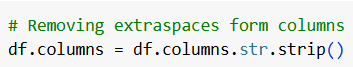 # Removing extraspaces form columns
df.columns = df.columns.str.strip()